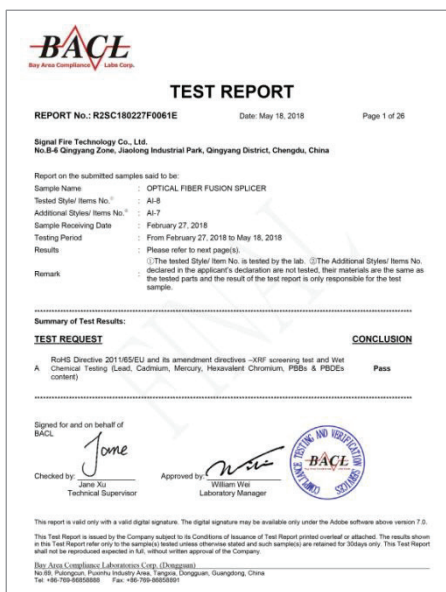 BACL
Bay Area Compliance Labs Corp.
TEST REPORT
REPORT No.: R2SC180227F0061E Date: May 18, 2018 Page 1 of 26
Signal Fire Technology Co., Ltd.
No.B-6 Qingyang Zone, Jiaolong Industrial Park, Qingyang District, Chengdu, China
Report on the submitted samples said to be:
Sample Name : OPTICAL FIBER FUSION SPLICER
Tested Style/ Items No.① : AI-8
Additional Styles/ Items No.② : AI-7
Sample Receiving Date : February 27, 2018
Testing Period : From February 27, 2018 to May 18, 2018
Results : Please refer to next page(s).
Remark : ①The tested Style/ Item No. is tested by the lab. ②The Additional Styles/ Items No.
declared in the applicant's declaration are not tested, their materials are the same as
the tested parts and the result of the test report is only responsible for the test
sample.
Summary of Test Results:
TEST REQUEST CONCLUSION
A RoHS Directive 2011/65/EU and its amendment directives –XRF screening test and Wet
Chemical Testing (Lead, Cadmium, Mercury, Hexavalent Chromium, PBBs & PBDEs
content) Pass
FINAL
Signed for and on behalf of
BACL
Jane
Checked by: Approved by:
Jane Xu William Wei
Technical Supervisor Laboratory Manager
COMPLIANCE TESTING AND VERIFICATION SERVICES
BACL
This report is valid only with a valid digital signature. The digital signature may be available only under the Adobe software above version 7.0.
This Test Report is issued by the Company subject to its Conditions of Issuance of Test Report printed overleaf or attached. The results shown
in this Test Report refer only to the sample(s) tested unless otherwise stated and such sample(s) are retained for 30days only. This Test Report
shall not be reproduced expected in full, without written approval of the Company.
Bay Area Compliance Laboratories Corp. (Dongguan)
No.69, Pulongcun, Puxinhu Industry Area, Tangxia, Dongguan, Guangdong, China
Tel: +86-769-86858888 Fax: +86-769-86858891